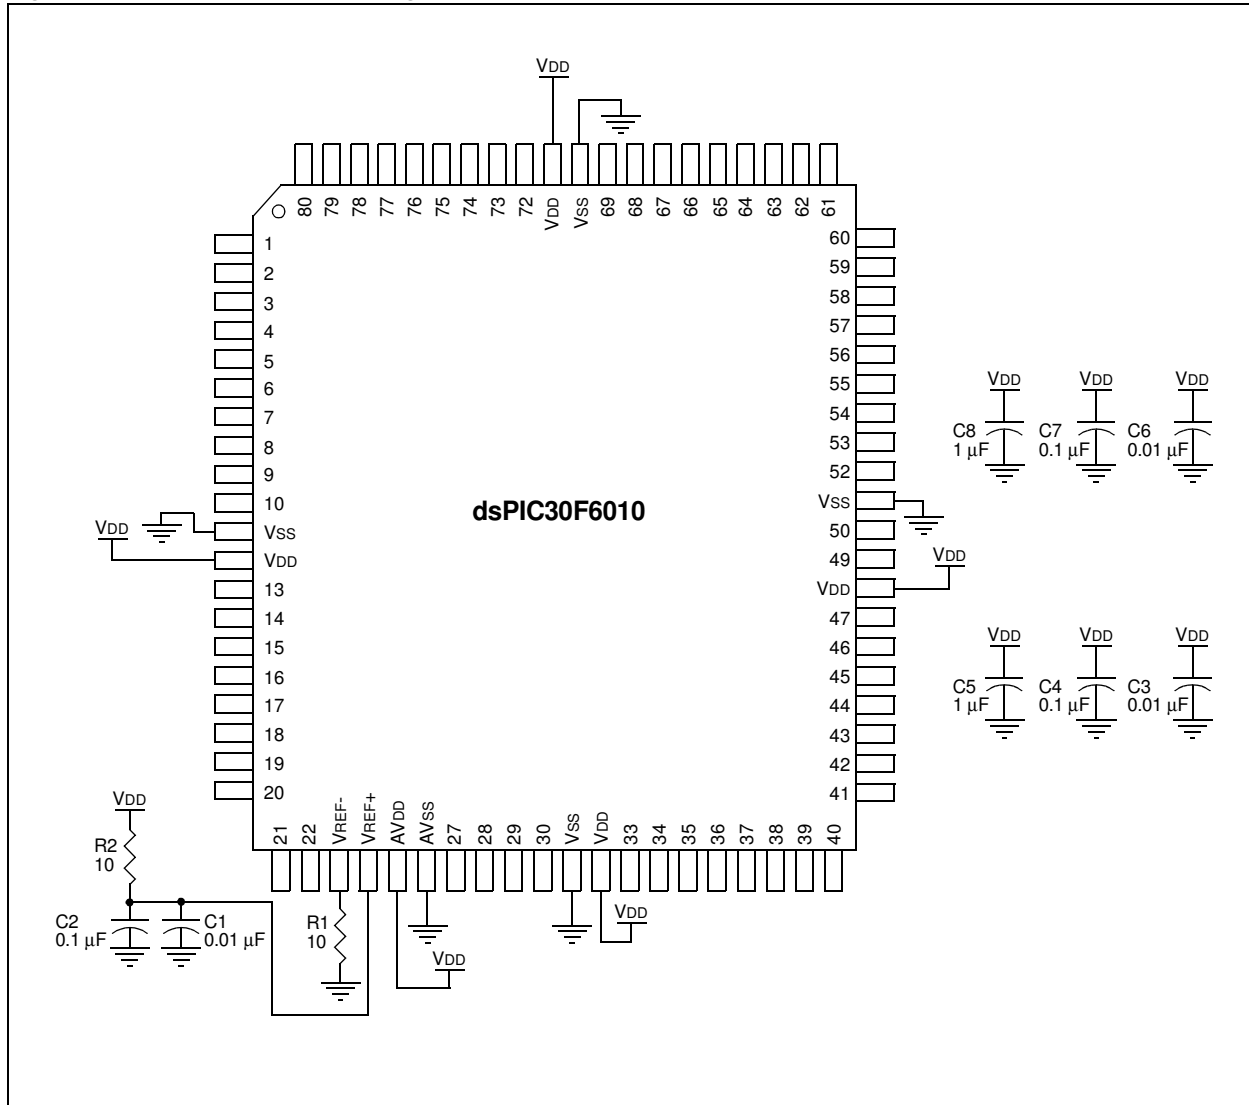 VDD
80 79 78 77 76 75 74 73 72 VDD VSS 69 68 67 66 65 64 63 62 61
1
2
3
4
5
6
7
8
9
10
VSS
VDD
VDD
13
14
15
16
17
18
19
20
dsPIC30F6010
60
59
58
57
56
55
54
53
52
VSS
50
49
VDD
VDD
47
46
45
44
43
42
41
VDD VDD VDD
C8 C7 C6
1 µF 0.1 µF 0.01 µF
VDD VDD VDD
C5 C4 C3
1 µF 0.1 µF 0.01 µF
21 22 VREF- VREF+ AVDD AVSS 27 28 29 30 VSS VDD 33 34 35 36 37 38 39 40
VDD
R2
10
C2 C1
0.1 µF 0.01 µF
R1
10
VDD
VDD